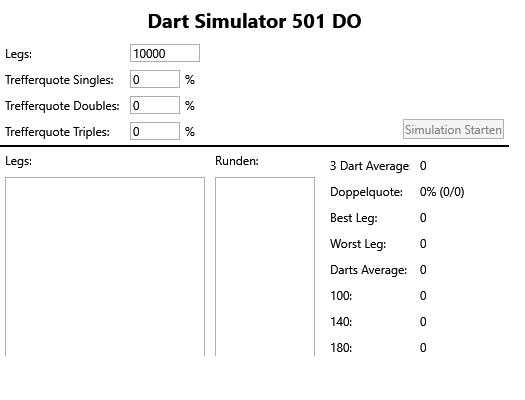 Dart Simulator 501 DO
Legs: 10000
Trefferquote Singles: 0 %
Trefferquote Doubles: 0 %
Trefferquote Triples: 0 %
Simulation Starten
Legs:
Runden:
3 Dart Average: 0
Doppelquote: 0% (0/0)
Best Leg: 0
Worst Leg: 0
Darts Average: 0
100: 0
140: 0
180: 0